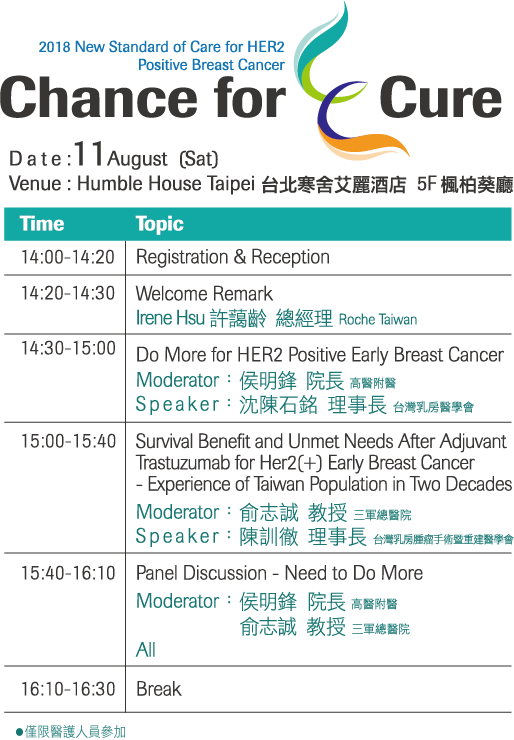 2018 New Standard of Care for HER2
Positive Breast Cancer
Chance for Cure
Date:11August (Sat)
Venue : Humble House Taipei 台北寒舍艾麗酒店 5F 楓柏葵廳
Time Topic
14:00-14:20 Registration & Reception
14:20-14:30 Welcome Remark
Irene Hsu 許藹齡 總經理 Roche Taiwan
14:30-15:00 Do More for HER2 Positive Early Breast Cancer
Moderator：侯明鋒 院長 高醫附醫
Speaker：沈陳石銘 理事長 台灣乳房醫學會
15:00-15:40 Survival Benefit and Unmet Needs After Adjuvant
Trastuzumab for Her2(+) Early Breast Cancer
- Experience of Taiwan Population in Two Decades
Moderator：俞志誠 教授 三軍總醫院
Speaker：陳訓徹 理事長 台灣乳房腫瘤手術暨重建醫學會
15:40-16:10 Panel Discussion - Need to Do More
Moderator：侯明鋒 院長 高醫附醫
俞志誠 教授 三軍總醫院
All
16:10-16:30 Break
●僅限醫護人員參加